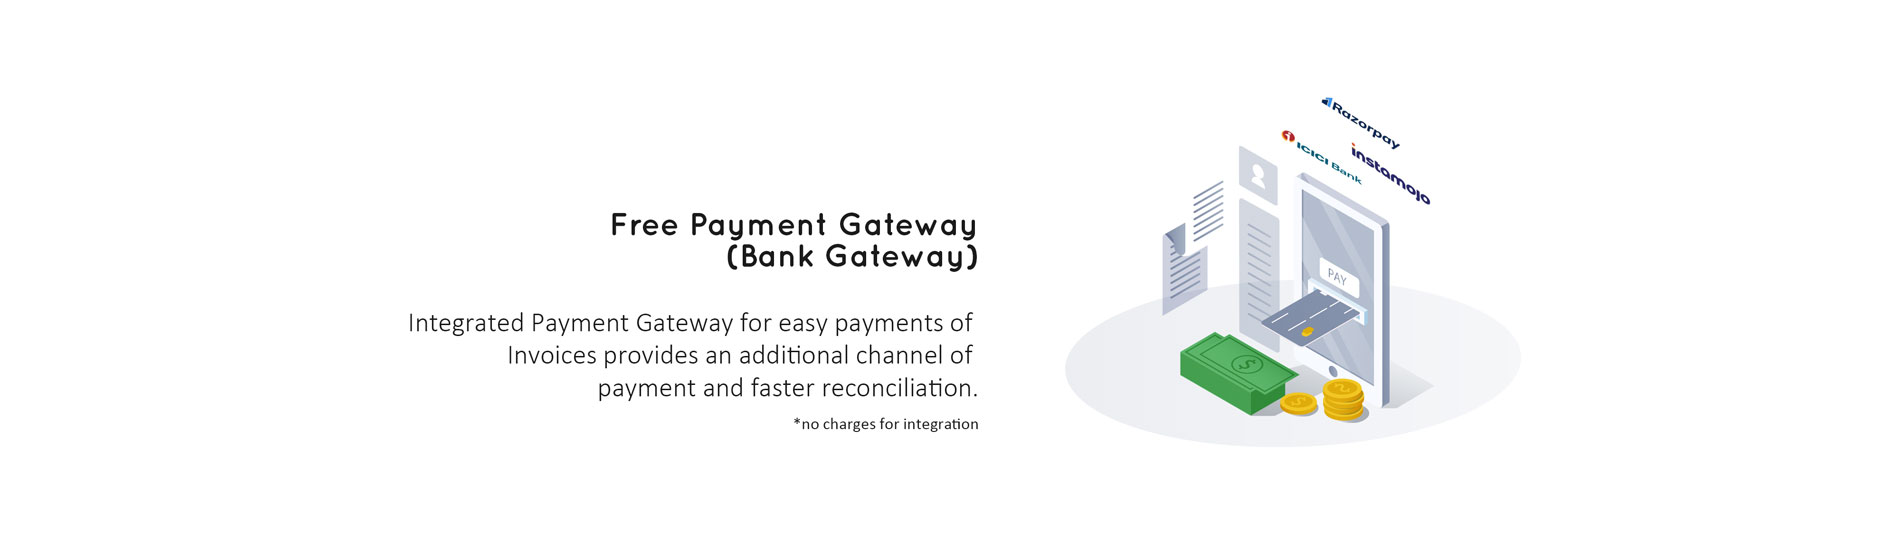 Free Payment Gateway
(Bank Gateway)
Integrated Payment Gateway for easy payments of
Invoices provides an additional channel of
payment and faster reconciliation.
*no charges for integration
Razorpay
ICICI Bank
instamojo
PAY